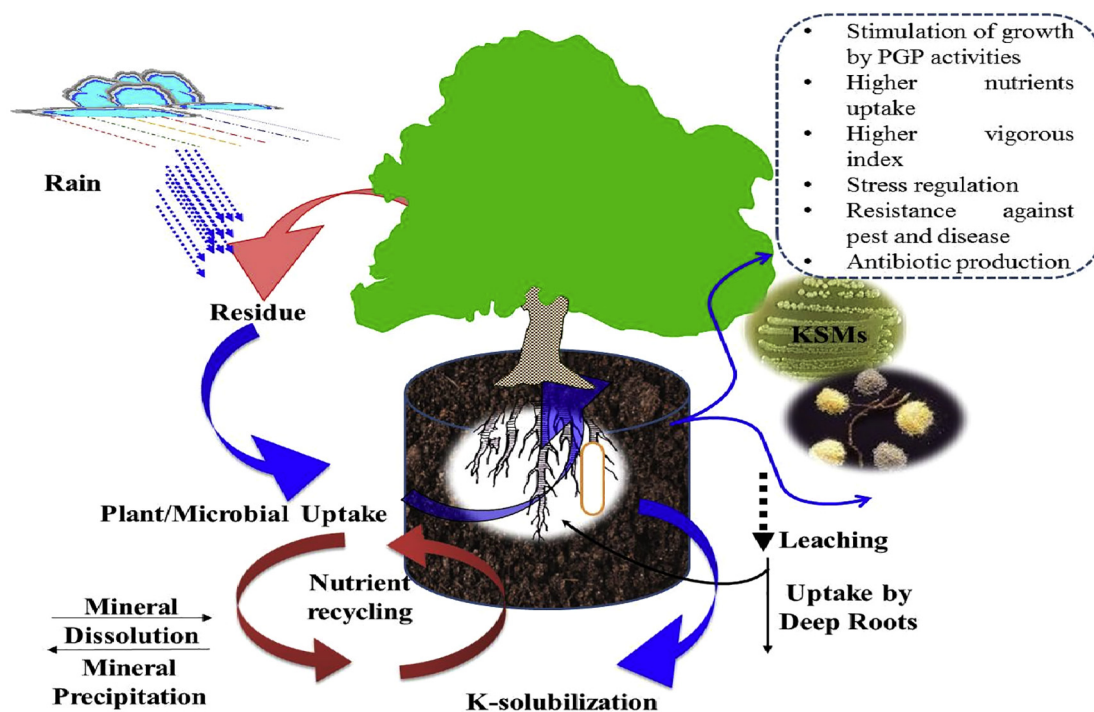 • Stimulation of growth
by PGP activities
• Higher nutrients
uptake
• Higher vigorous
index
• Stress regulation
• Resistance against
pest and disease
• Antibiotic production
Rain
Residue
KSMs
Plant/Microbial Uptake
Leaching
Nutrient
recycling
Uptake by
Deep Roots
Mineral
Dissolution
Mineral
Precipitation
K-solubilization